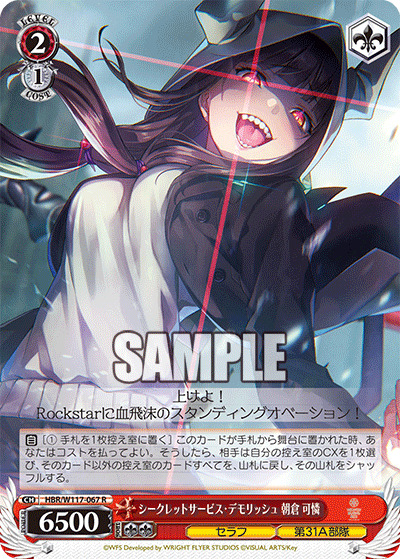 LEVEL
2
1
COST
SAMPLE
上けよ！
Rockstarに血飛沫のスタンディングオベーション！
【自】［① 手札を1枚控え室に置く］このカードが手札から舞台に置かれた時、あ
なたはコストを払ってよい。そうしたら、相手は自分の控え室のCXを1枚選
び、そのカード以外の控え室のカードすべてを、山札に戻し、その山札をシャッ
フルする。
CH HBR/W117-067 R
6500
シークレットサービス・デモリッシュ 朝倉 可憐
セラフ
第31A部隊
©WFS Developed by WRIGHT FLYER STUDIOS ©VISUAL ARTS/Key